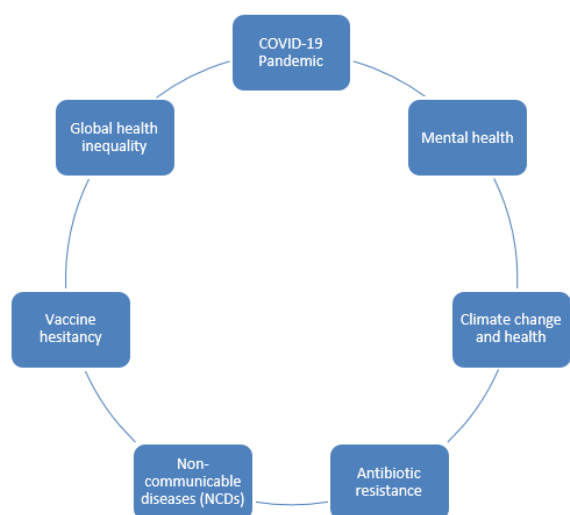 COVID-19
Pandemic
Mental health
Climate change
and health
Antibiotic
resistance
Non-
communicable
diseases (NCDs)
Vaccine
hesitancy
Global health
inequality